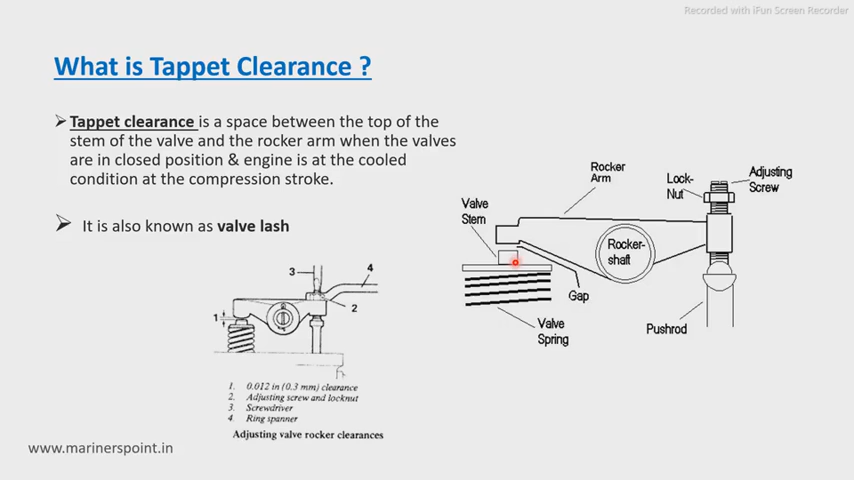 Recorded with iFun Screen Recorder
What is Tappet Clearance ?
Tappet clearance is a space between the top of the
stem of the valve and the rocker arm when the valves
are in closed position & engine is at the cooled
condition at the compression stroke.
It is also known as valve lash
Rocker
Arm
Lock-
Nut
Adjusting
Screw
Valve
Stem
Rocker-
shaft
Gap
Valve
Spring
Pushrod
3
4
2
1
1. 0.012 in (0.3 mm) clearance
2. Adjusting screw and locknut
3. Screwdriver
4. Ring spanner
Adjusting valve rocker clearances
www.marinerspoint.in